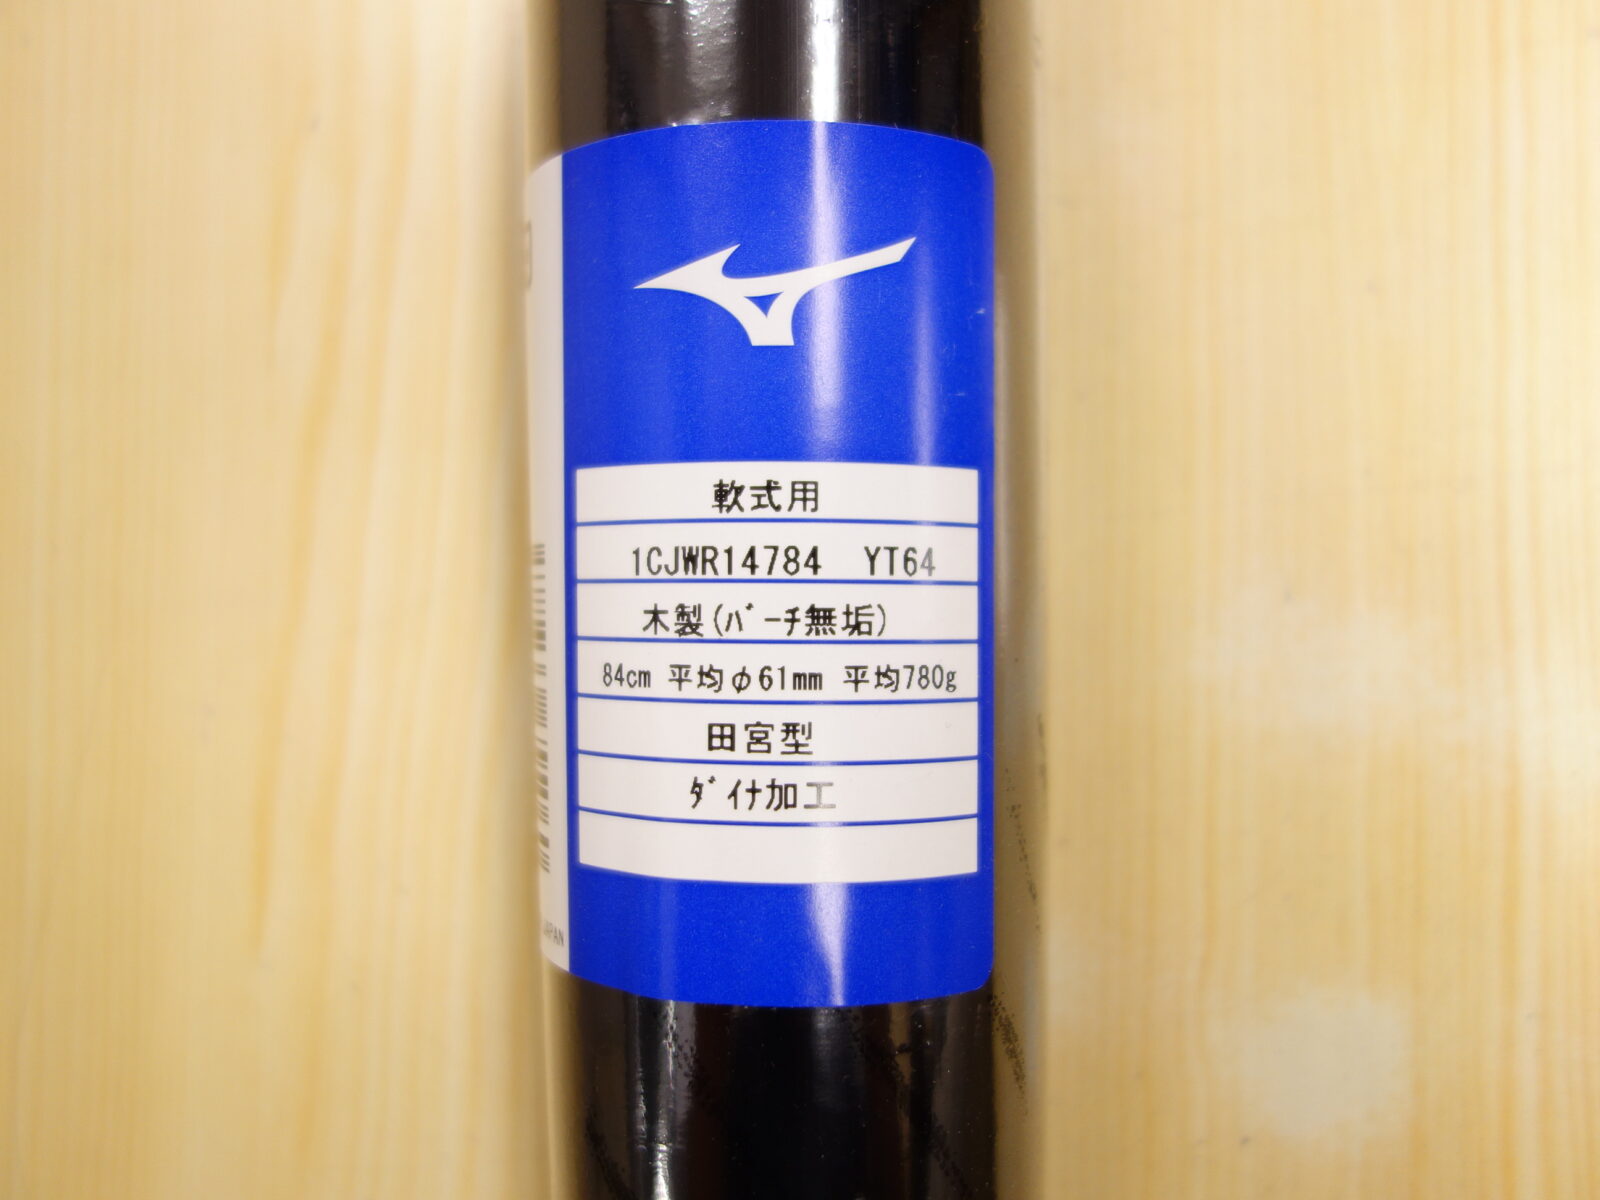 軟式用
1CJWR14784 YT64
木製(ﾊﾞｰﾁ無垢)
84cm 平均φ61mm 平均780g
田宮型
ﾀﾞｲﾅ加工
JAPAN